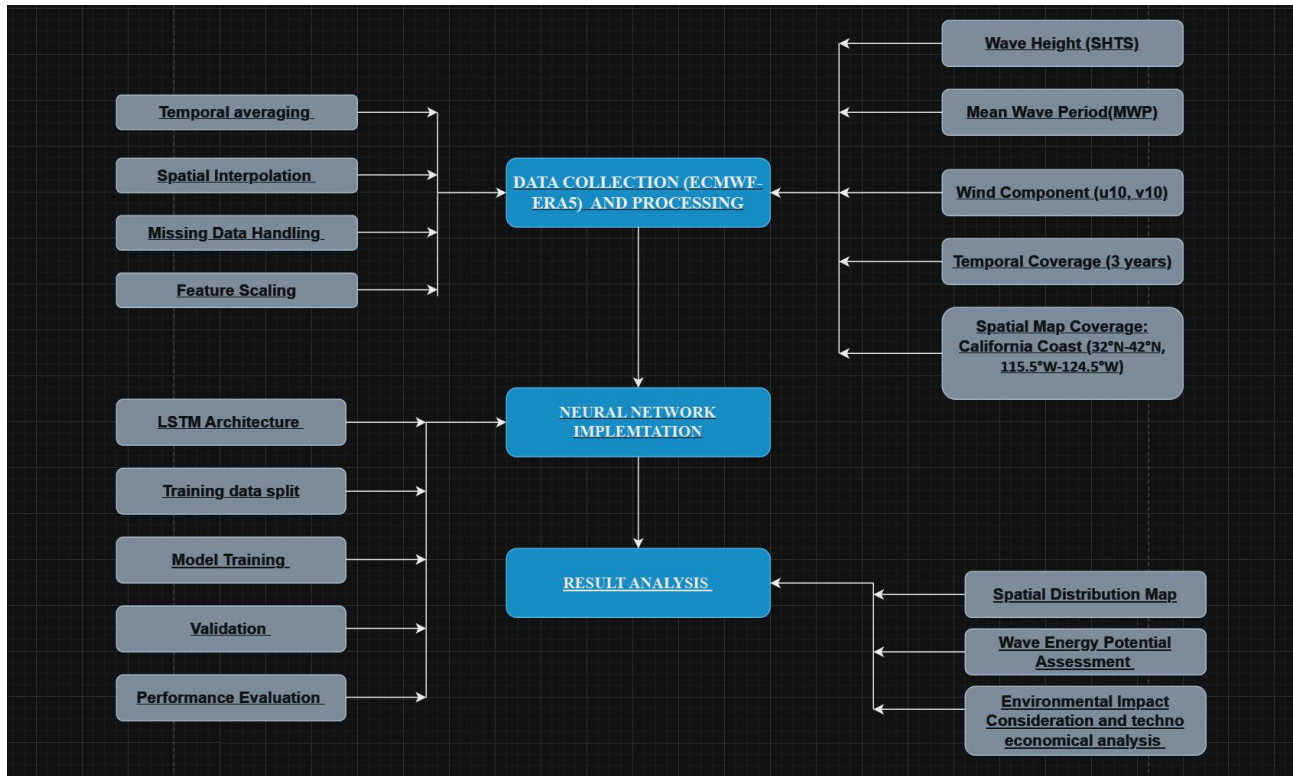 Wave Height (SHTS)
Temporal averaging
Mean Wave Period(MWP)
Spatial Interpolation
DATA COLLECTION (ECMWF-
ERA5) AND PROCESSING
Wind Component (u10, v10)
Missing Data Handling
Temporal Coverage (3 years)
Feature Scaling
Spatial Map Coverage:
California Coast (32°N-42°N,
115.5°W-124.5°W)
LSTM Architecture
NEURAL NETWORK
IMPLEMTATION
Training data split
Model Training
RESULT ANALYSIS
Spatial Distribution Map
Validation
Wave Energy Potential
Assessment
Performance Evaluation
Environmental Impact
Consideration and techno
economical analysis